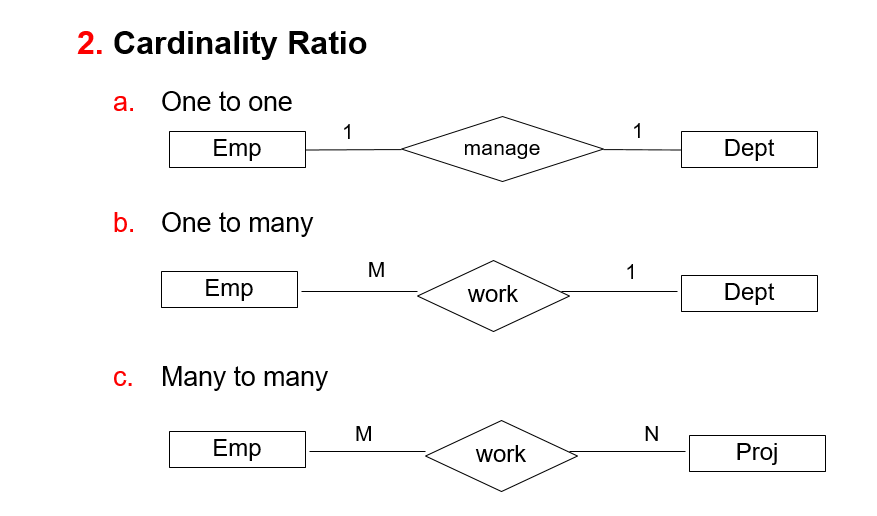 2. Cardinality Ratio
a. One to one
1 1
Emp manage Dept
b. One to many
M 1
Emp work Dept
c. Many to many
M N
Emp work Proj